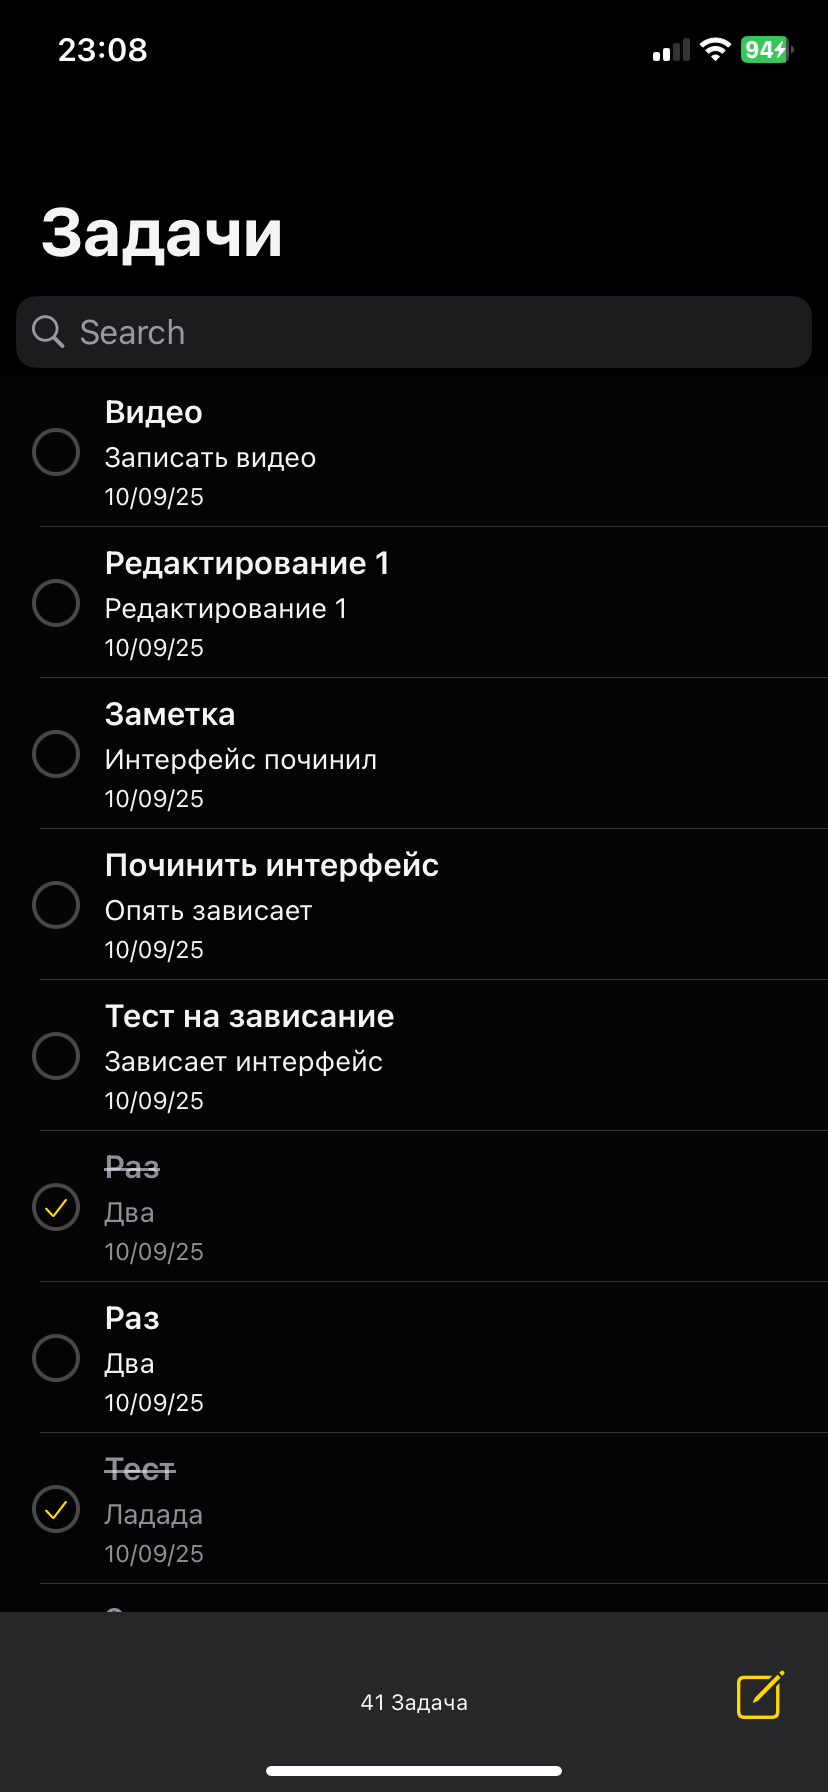 23:08
94
Задачи
Search
Видео
Записать видео
10/09/25
Редактирование 1
Редактирование 1
10/09/25
Заметка
Интерфейс починил
10/09/25
Починить интерфейс
Опять зависает
10/09/25
Тест на зависание
Зависает интерфейс
10/09/25
Раз
Два
10/09/25
Раз
Два
10/09/25
Тест
Ладада
10/09/25
41 Задача